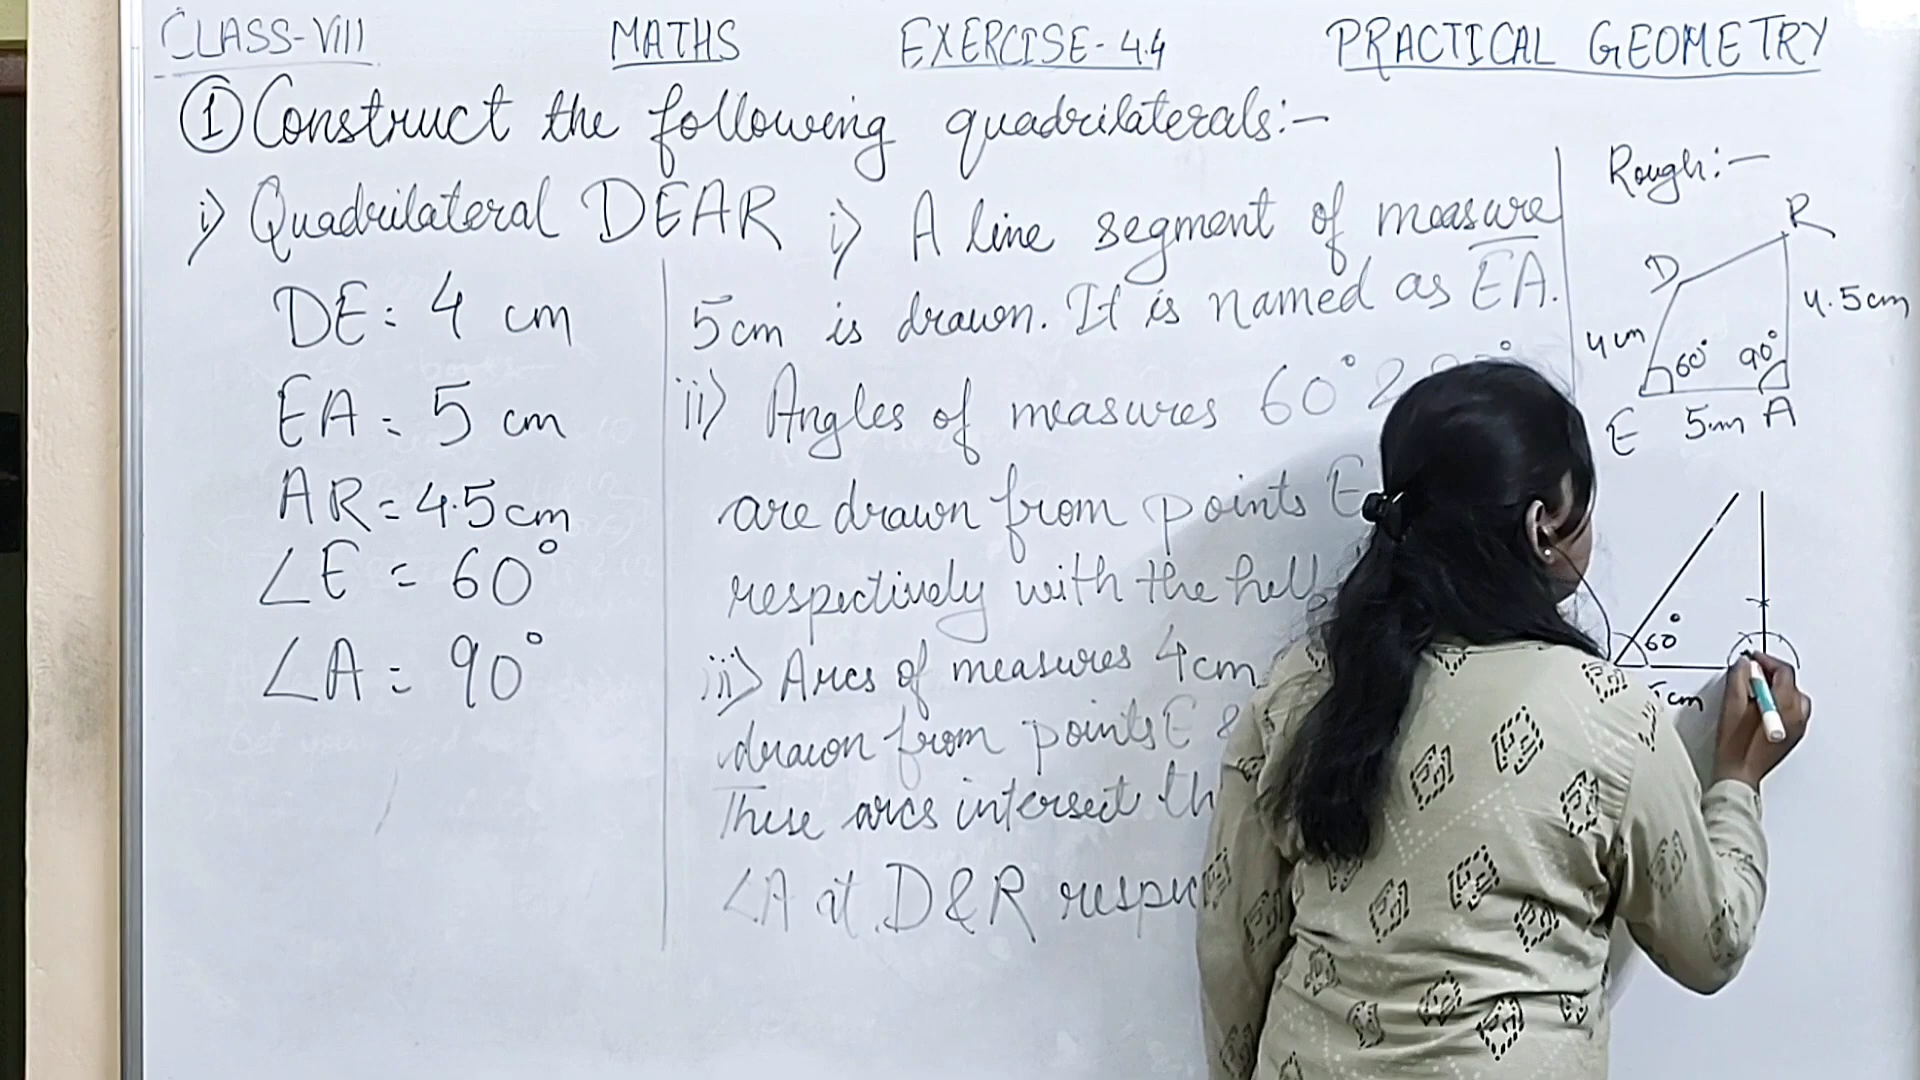 CLASS-VIII MATHS EXERCISE-4.4 PRACTICAL GEOMETRY
① Construct the following quadrilaterals:-
i) Quadrilateral DEAR
DE = 4 cm
EA = 5 cm
AR = 4.5cm
∠E = 60°
∠A = 90°
i) A line segment of measure
5cm is drawn. It is named as EA.
ii) Angles of measures 60° &
are drawn from points E
respectively with the help
iii) Arcs of measures 4cm
drawn from points E &
These arcs intersect
∠A at D & R
Rough:-
R
D
4.5cm
4cm
60° 90°
E 5cm A
60°
cm